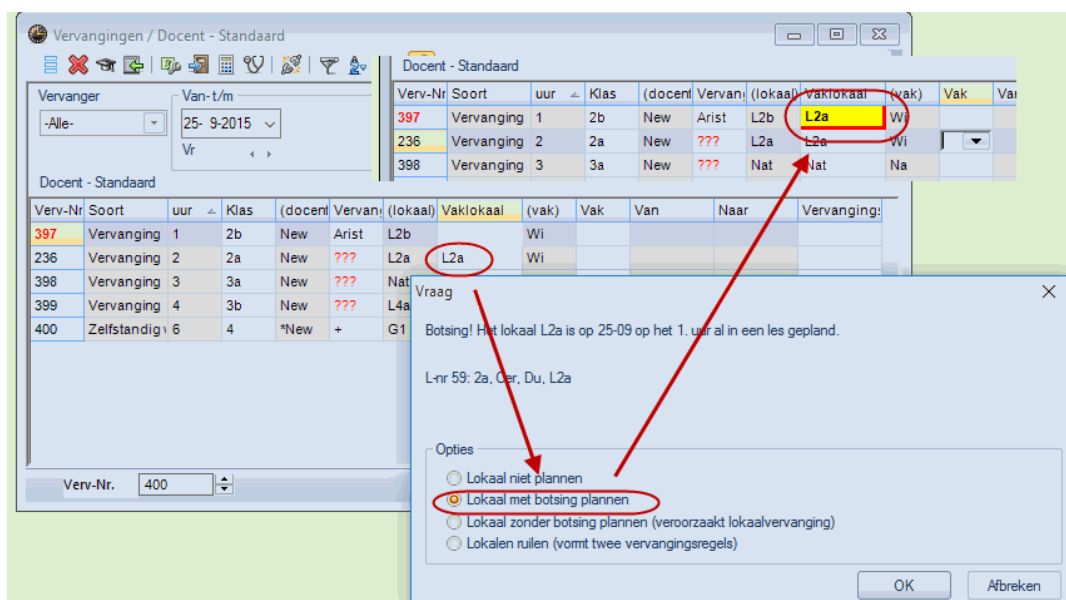 Vervangingen / Docent - Standaard
Vervanger
Van-t/m
-Alle-
25- 9-2015
Vr
Docent - Standaard
Verv-Nr Soort uur Klas (docent Vervang (lokaal) Vaklokaal (vak) Vak
397 Vervanging 1 2b New Arist L2b L2a Wi
236 Vervanging 2 2a New ??? L2a L2a Wi
398 Vervanging 3 3a New ??? Nat Nat Na
Docent - Standaard
Verv-Nr Soort uur Klas (docent Vervang (lokaal) Vaklokaal (vak) Vak Van Naar Vervangings
397 Vervanging 1 2b New Arist L2b Wi
236 Vervanging 2 2a New ??? L2a L2a Wi
398 Vervanging 3 3a New ??? Nat
399 Vervanging 4 3b New ??? L4a
400 Zelfstandig 6 4 *New + G1
Verv-Nr. 400
Vraag
Botsing! Het lokaal L2a is op 25-09 op het 1. uur al in een les gepland.
L-nr 59: 2a, Cer, Du, L2a
Opties
Lokaal niet plannen
Lokaal met botsing plannen
Lokaal zonder botsing plannen (veroorzaakt lokaalvervanging)
Lokalen ruilen (vormt twee vervangingsregels)
OK Afbreken